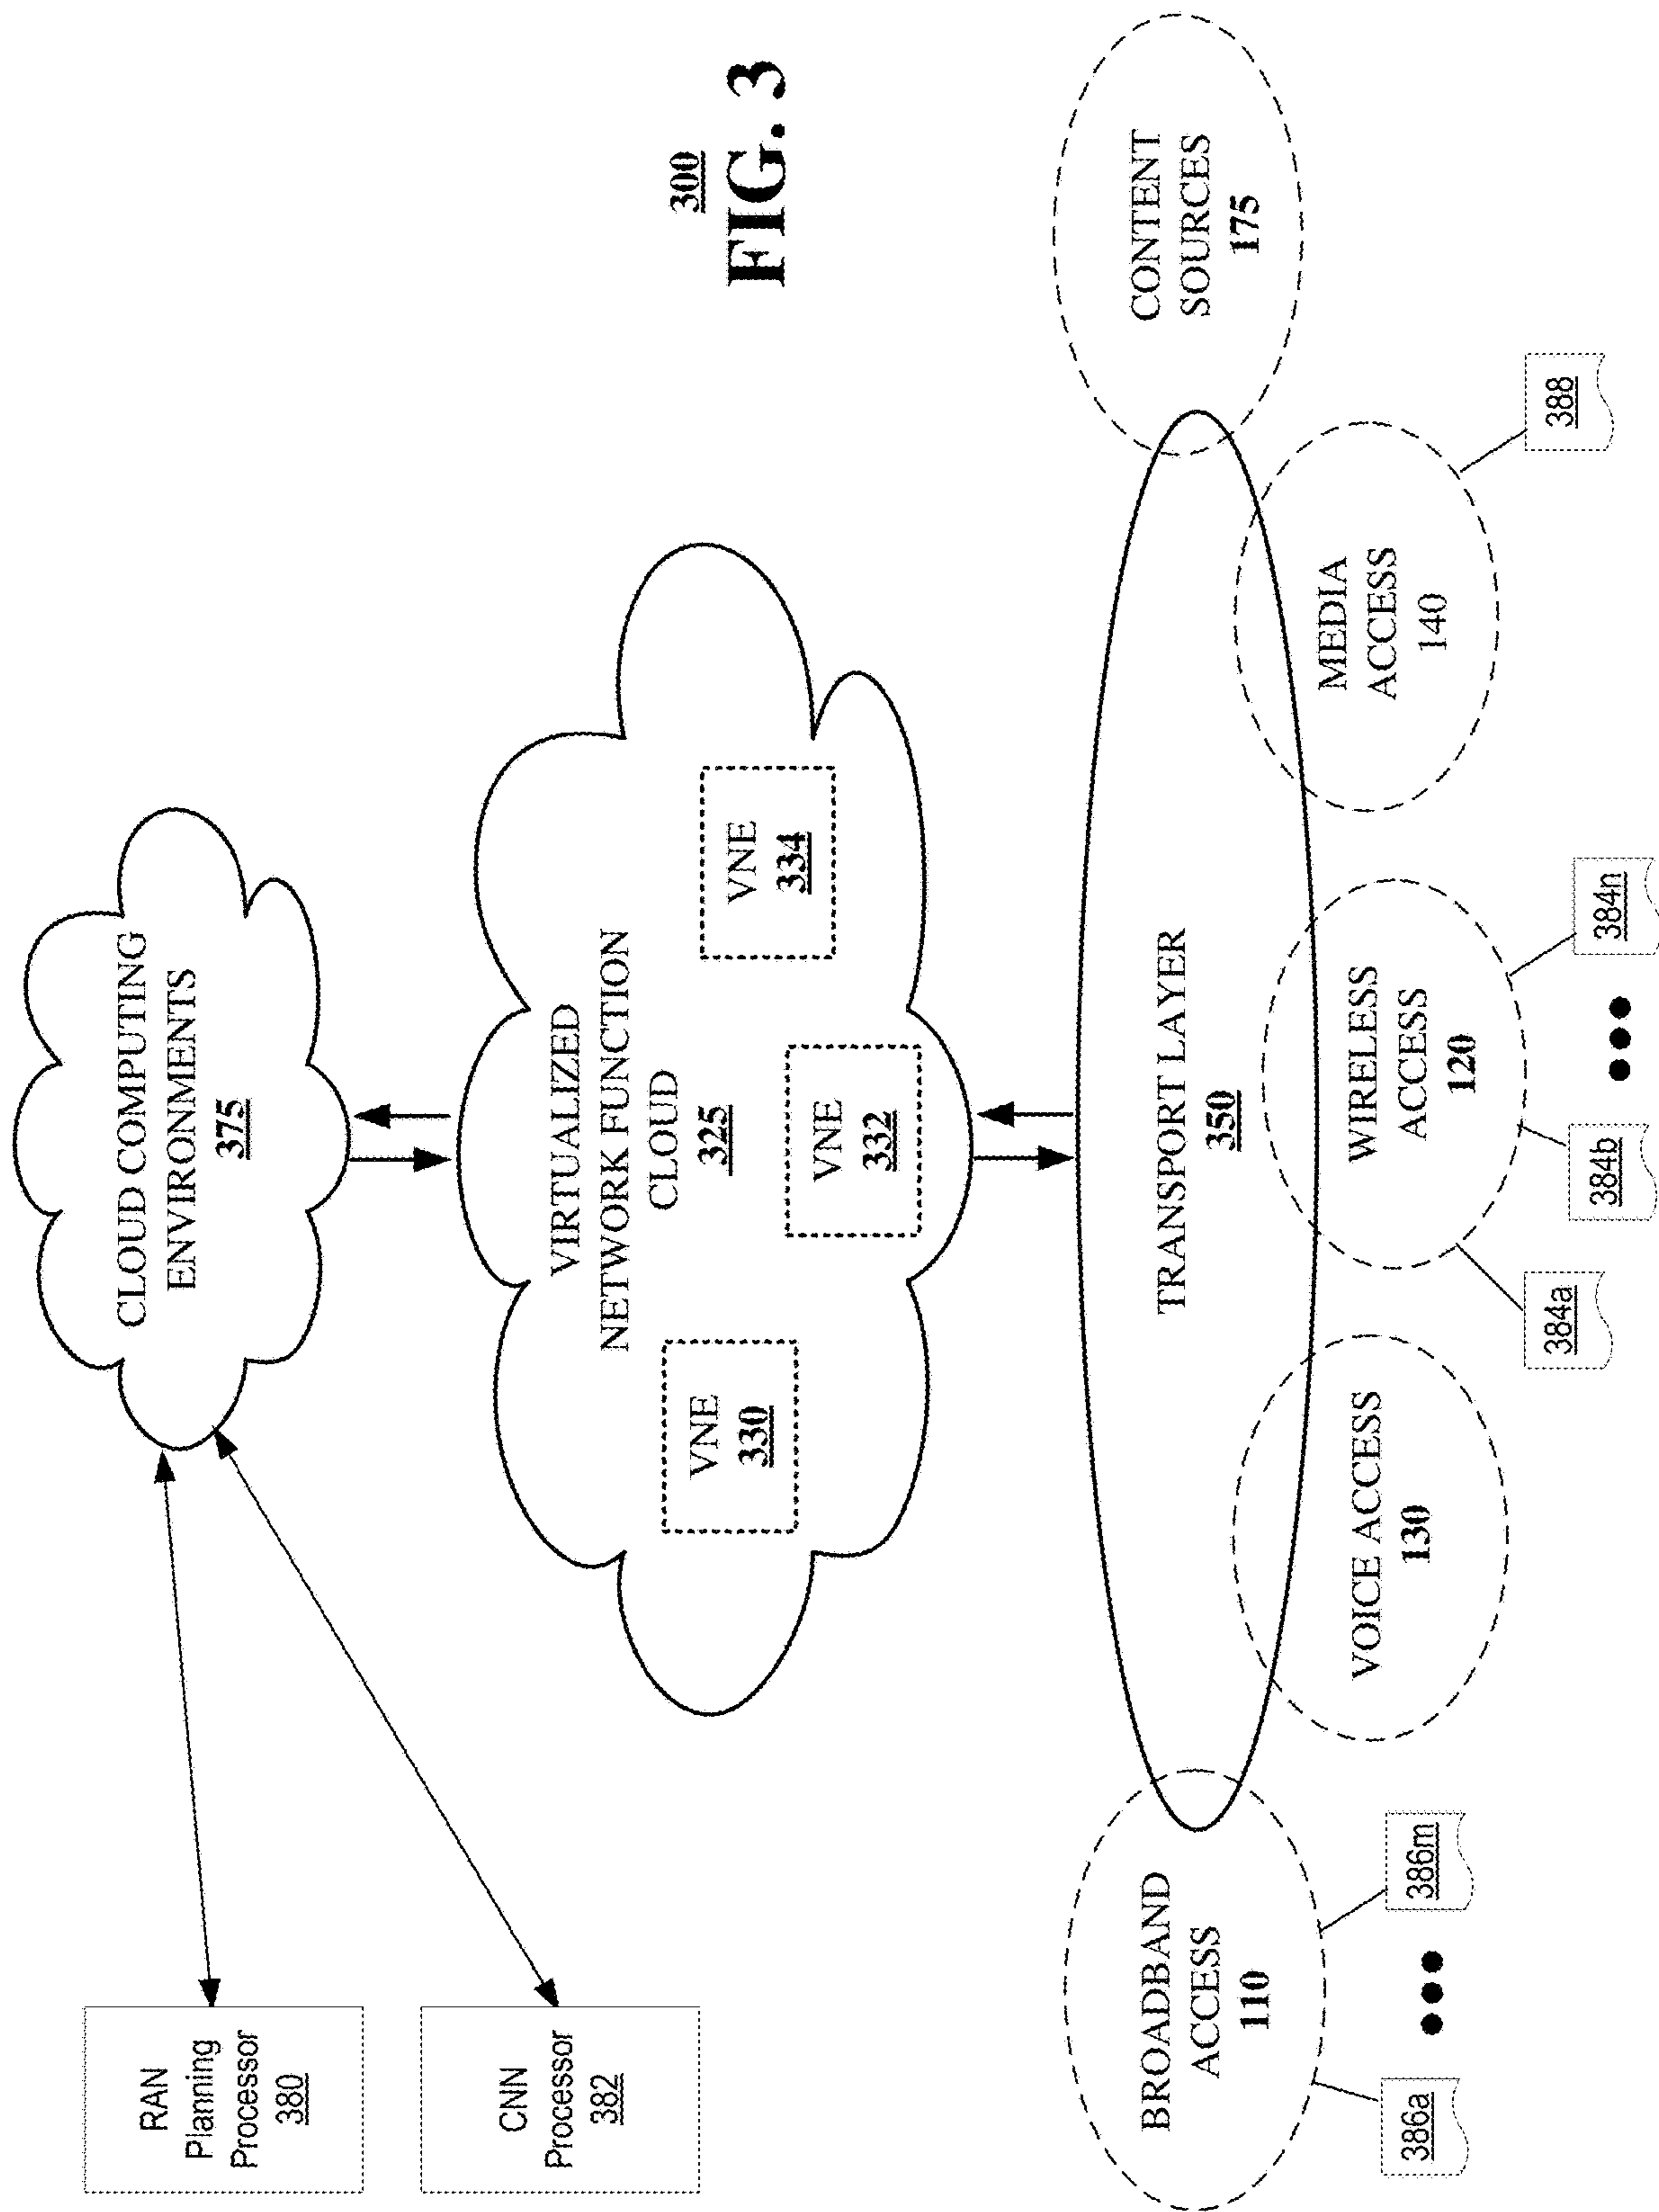 RAN
Planning
Processor
380
CNN
Processor
382
CLOUD COMPUTING
ENVIRONMENTS
375
VIRTUALIZED
NETWORK FUNCTION
CLOUD
325
VNE
330
VNE
332
VNE
334
300
FIG. 3
TRANSPORT LAYER
350
BROADBAND
ACCESS
110
VOICE ACCESS
130
WIRELESS
ACCESS
120
MEDIA
ACCESS
140
CONTENT
SOURCES
175
386a
386m
384a
384b
384n
388